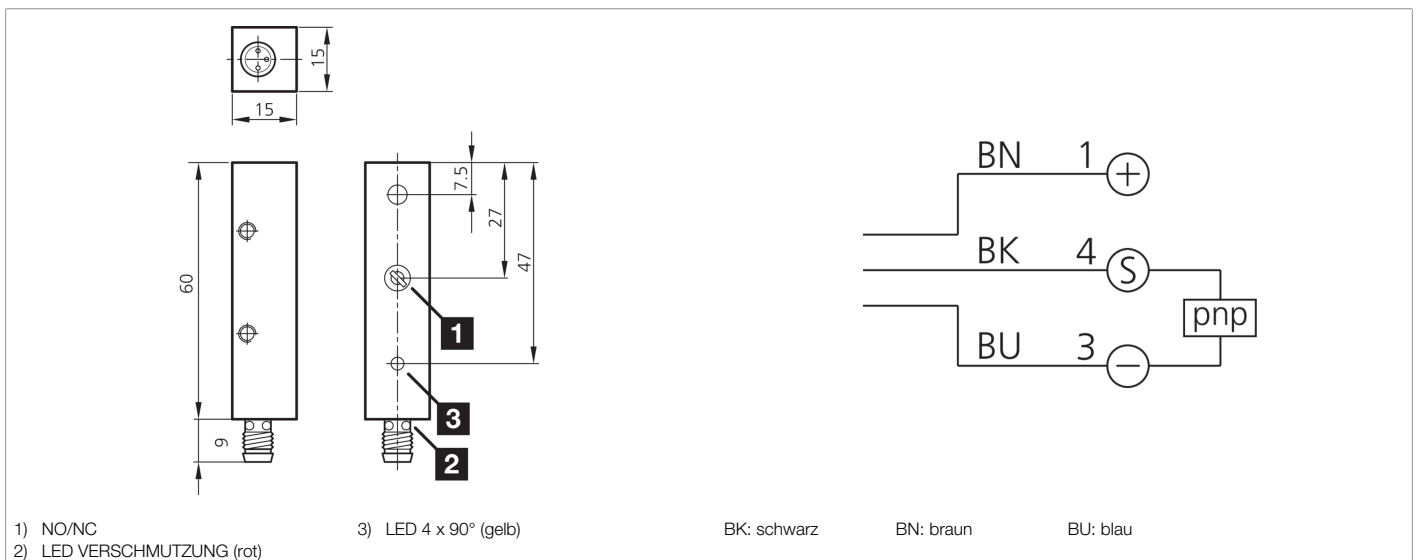 15
15
60
9
7.5
27
47
1
3
2
BN 1 +
BK 4 S
pnp
BU 3 −
1) NO/NC 3) LED 4 x 90° (gelb) BK: schwarz BN: braun BU: blau
2) LED VERSCHMUTZUNG (rot)